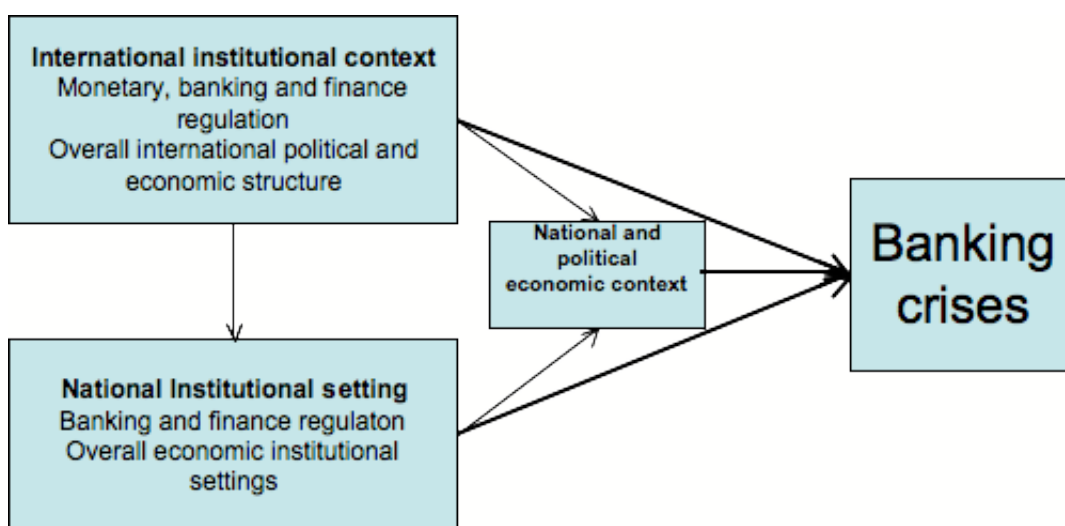 International institutional context
Monetary, banking and finance
regulation
Overall international political and
economic structure
National and
political
economic context
Banking
crises
National Institutional setting
Banking and finance regulaton
Overall economic institutional
settings